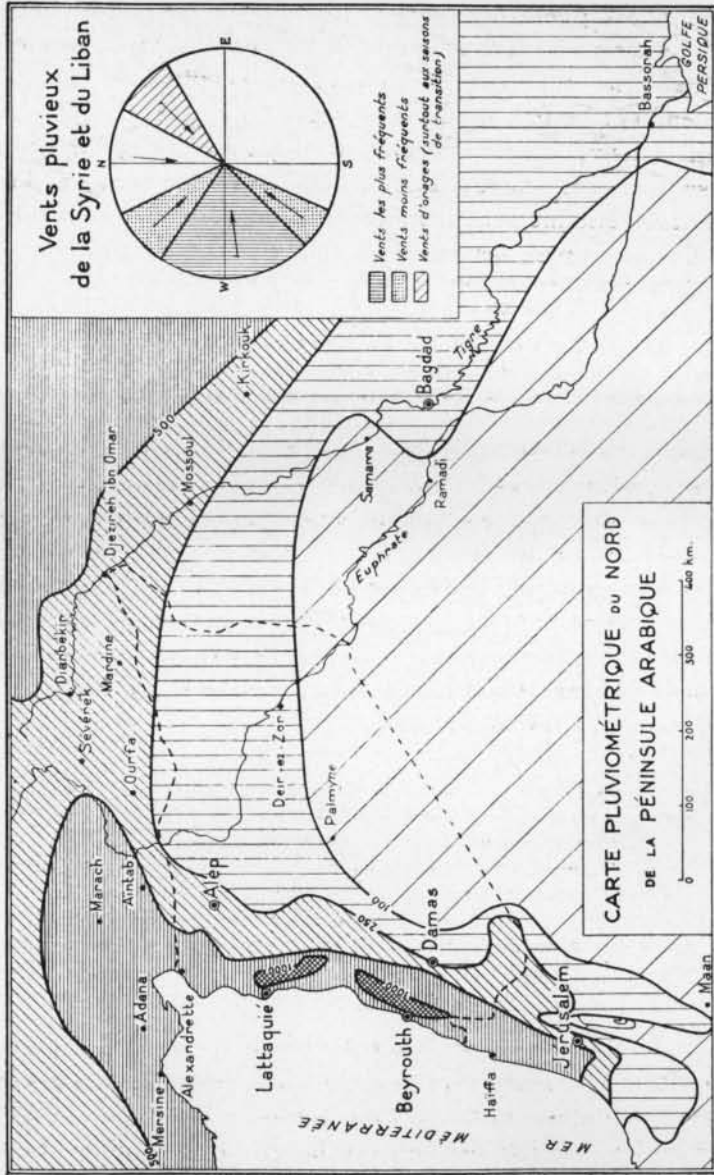 Vents pluvieux
de la Syrie et du Liban
N
E
S
W
Vents les plus fréquents
Vents moins fréquents
Vents d'orages (surtout aux saisons
de transition)
CARTE PLUVIOMÉTRIQUE DU NORD
DE LA PÉNINSULE ARABIQUE
0 100 200 300 400 km.
Diarbékir
Sévérek
Mardine
Djezireh ibn Omar
Ourfa
Marach
Aintab
Adana
Mersine
Alexandrette
500
500
Mossoul
Kirkouk
Alep
Lattaquié
1000
Deir-ez-Zor
Palmyre
Samarra
Bagdad
Tigre
Ramadi
Euphrate
Bassorah
GOLFE
PERSIQUE
100
250
Damas
Beyrouth
1000
Haïffa
Jérusalem
Maan
MER
MÉDITERRANÉE